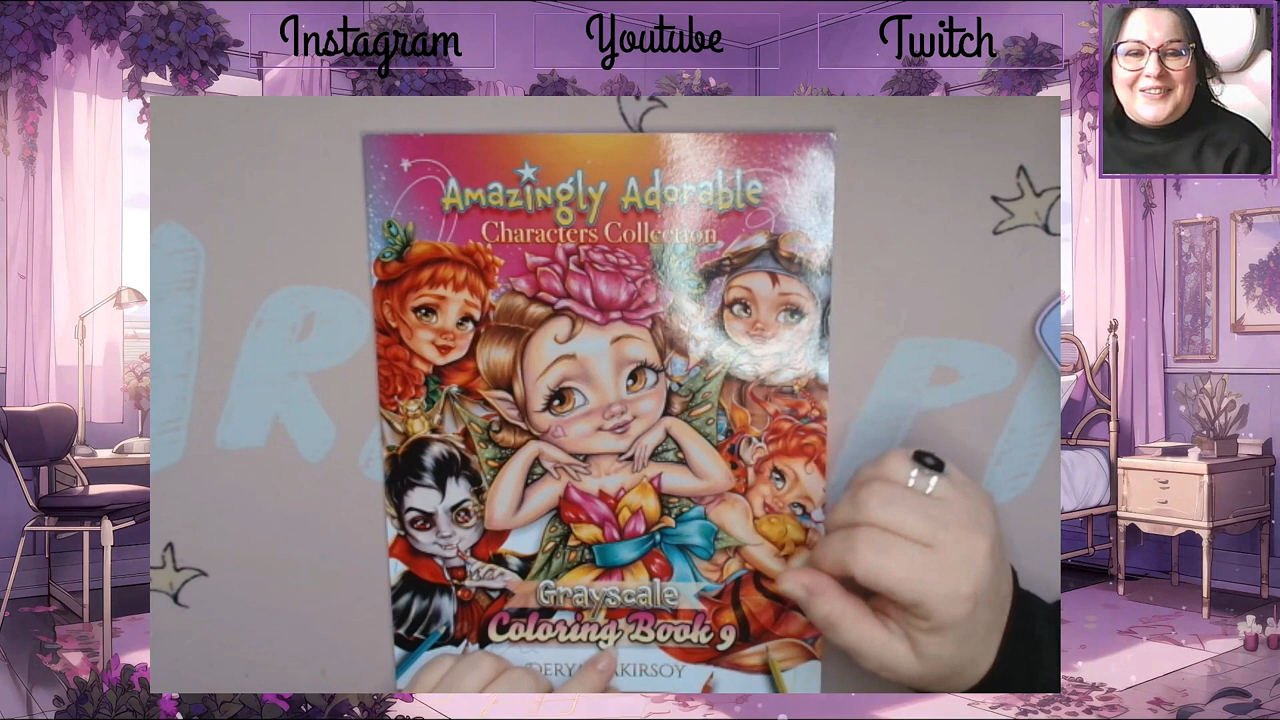 Instagram Youtube Twitch
Amazingly Adorable
Characters Collection
Grayscale
Coloring Book 9